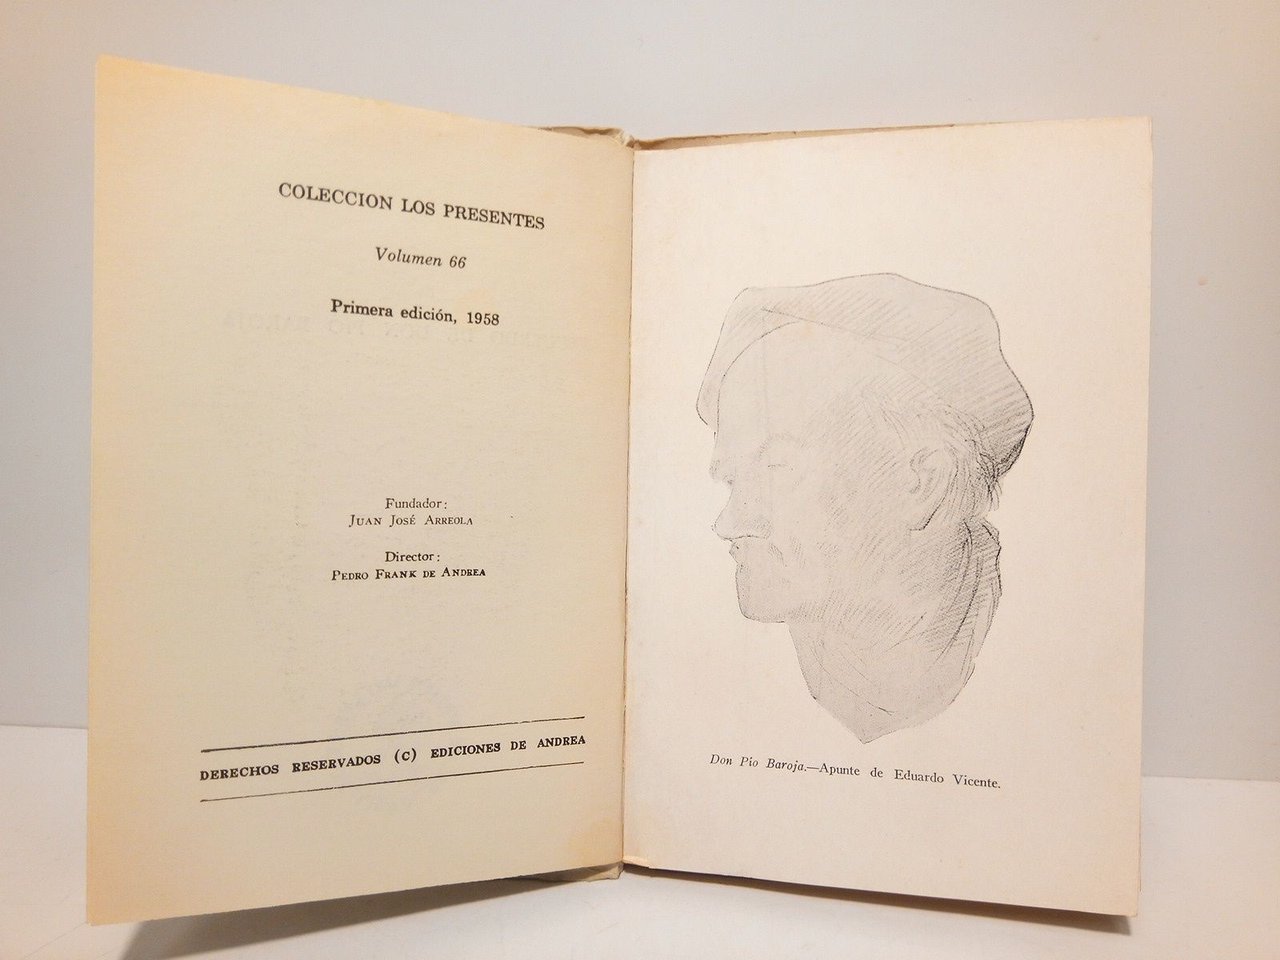 COLECCION LOS PRESENTES
Volumen 66
Primera edición, 1958
Fundador:
JUAN JOSÉ ARREOLA
Director:
PEDRO FRANK DE ANDREA
DERECHOS RESERVADOS (C) EDICIONES DE ANDREA
Don Pío Baroja.—Apunte de Eduardo Vicente.